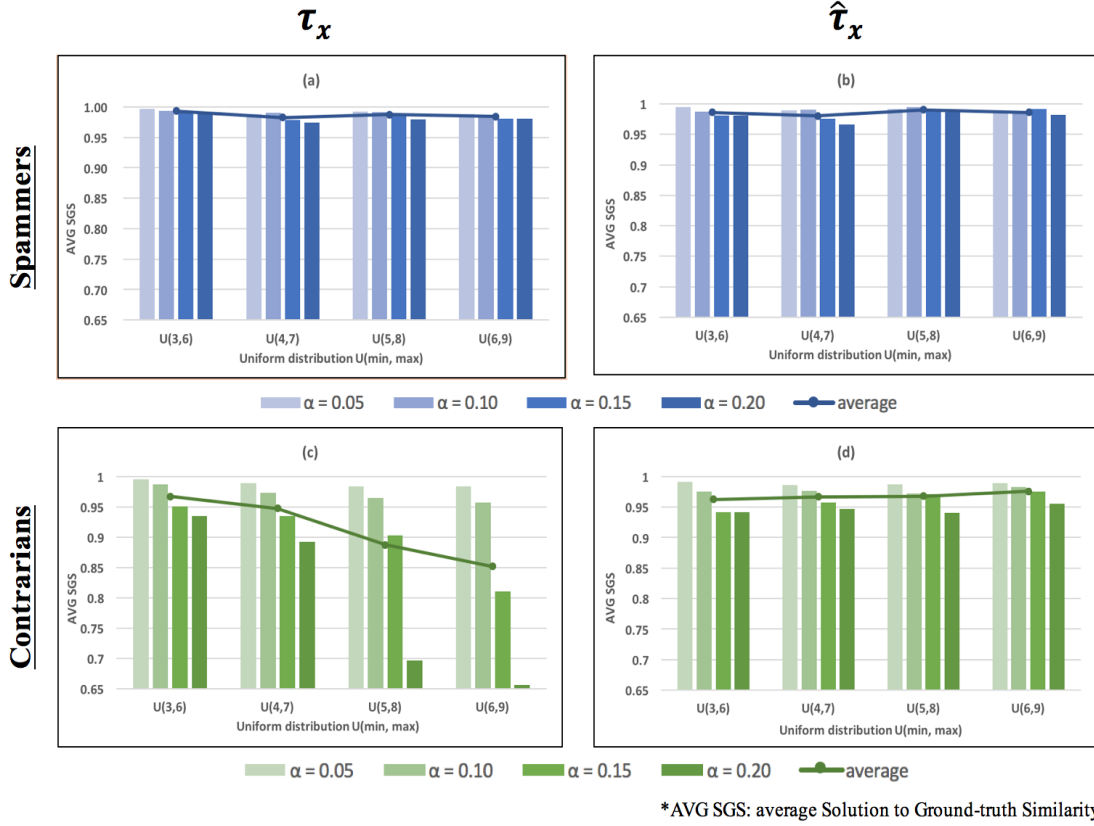 τₓ
τ̂ₓ
Spammers
(a)
1.00
0.95
0.90
0.85
0.80
0.75
0.70
0.65
AVG SGS
U(3,6) U(4,7) U(5,8) U(6,9)
Uniform distribution U(min, max)
(b)
1
0.95
0.9
0.85
0.8
0.75
0.7
0.65
AVG SGS
U(3,6) U(4,7) U(5,8) U(6,9)
Uniform distribution U(min, max)
α = 0.05 α = 0.10 α = 0.15 α = 0.20 average
Contrarians
(c)
1
0.95
0.9
0.85
0.8
0.75
0.7
0.65
AVG SGS
U(3,6) U(4,7) U(5,8) U(6,9)
Uniform distribution U(min, max)
(d)
1
0.95
0.9
0.85
0.8
0.75
0.7
0.65
AVG SGS
U(3,6) U(4,7) U(5,8) U(6,9)
Uniform distribution U(min, max)
α = 0.05 α = 0.10 α = 0.15 α = 0.20 average
*AVG SGS: average Solution to Ground-truth Similarity